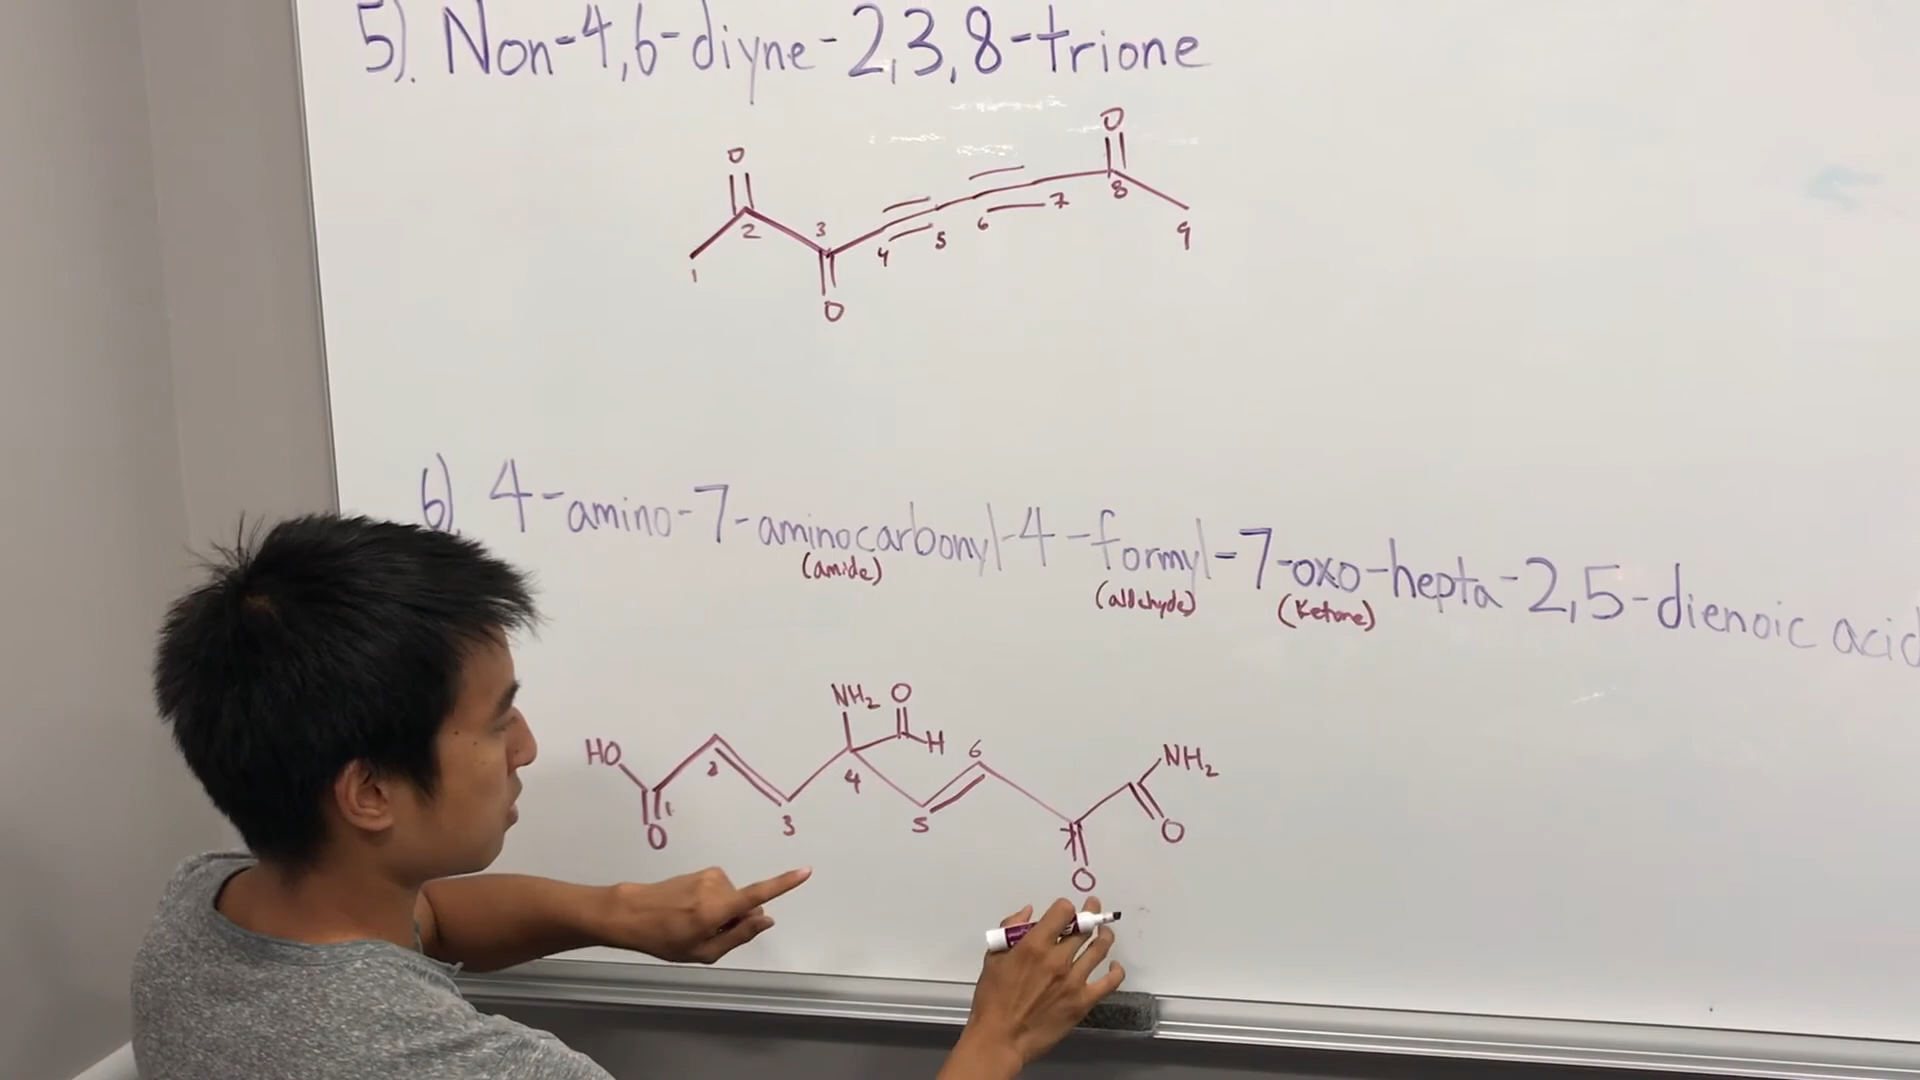 5). Non-4,6-diyne-2,3,8-trione
O
O
1
2
3
4
5
6
7
8
9
O
6). 4-amino-7-aminocarbonyl-4-formyl-7-oxo-hepta-2,5-dienoic acid
(amide)
(aldehyde)
(ketone)
NH2
O
H
HO
1
2
3
4
5
6
7
NH2
O
O
O